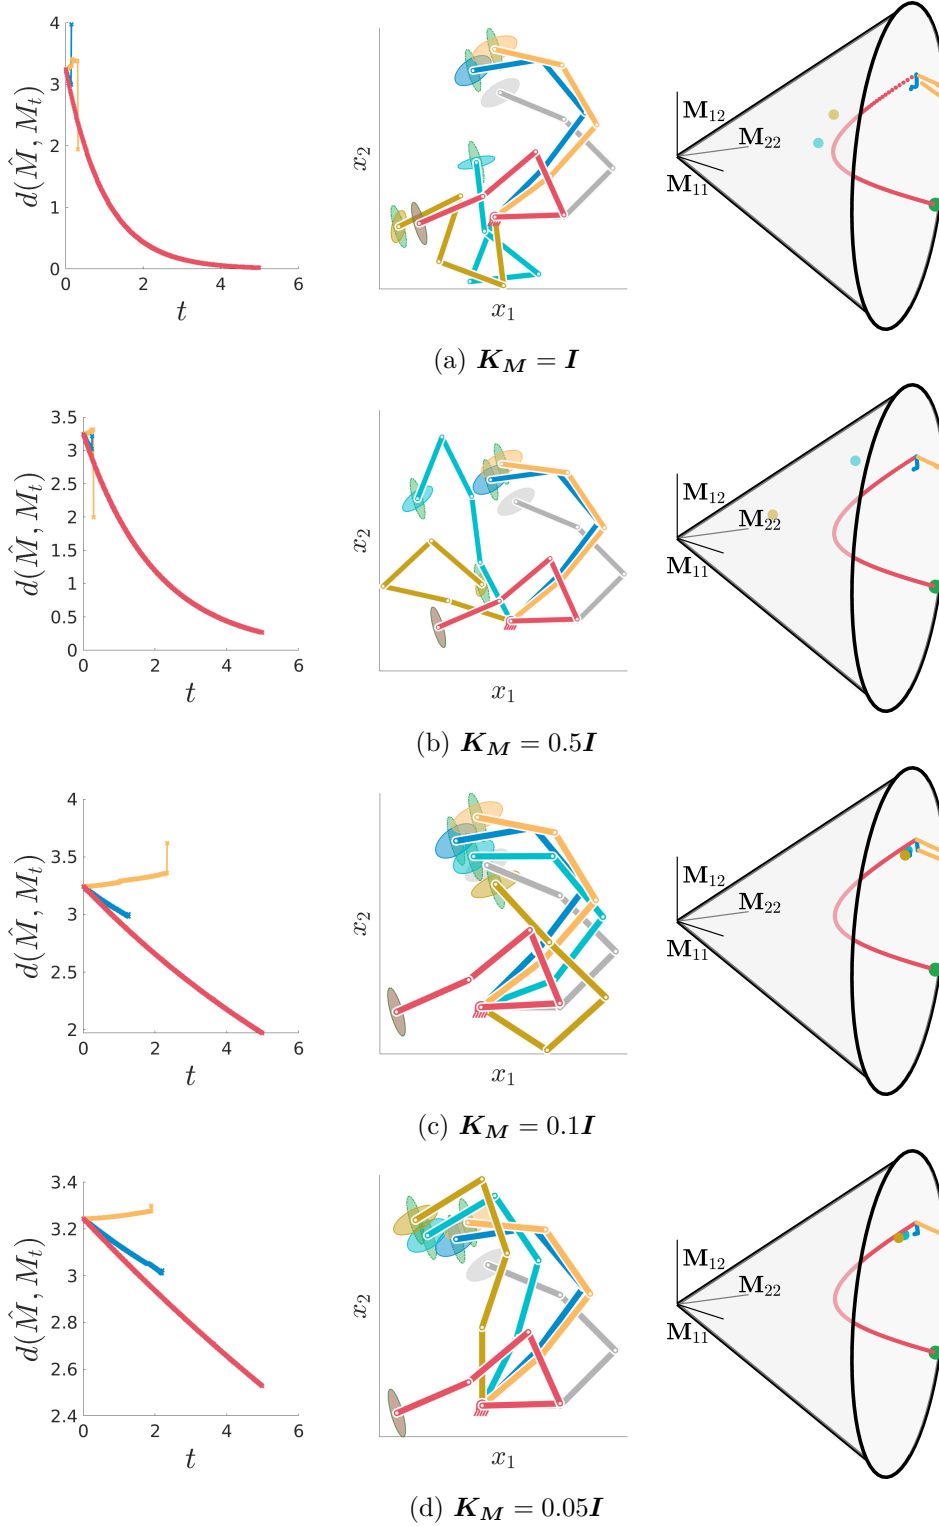 4
3
2
1
0
0 2 4 6
d(M̂, M_t)
t
x_2
x_1
M_12
M_22
M_11
(a) K_M = I
3.5
3
2.5
2
1.5
1
0.5
0
0 2 4 6
d(M̂, M_t)
t
x_2
x_1
M_12
M_22
M_11
(b) K_M = 0.5I
4
3.5
3
2.5
2
0 2 4 6
d(M̂, M_t)
t
x_2
x_1
M_12
M_22
M_11
(c) K_M = 0.1I
3.4
3.2
3
2.8
2.6
2.4
0 2 4 6
d(M̂, M_t)
t
x_2
x_1
M_12
M_22
M_11
(d) K_M = 0.05I